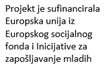 Projekt je sufinancirala
Europska unija iz
Europskog socijalnog
fonda i Inicijative za
zapošljavanje mladih